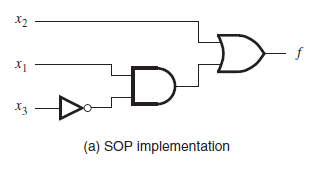 x₂
f
x₁
x₃
(a) SOP implementation